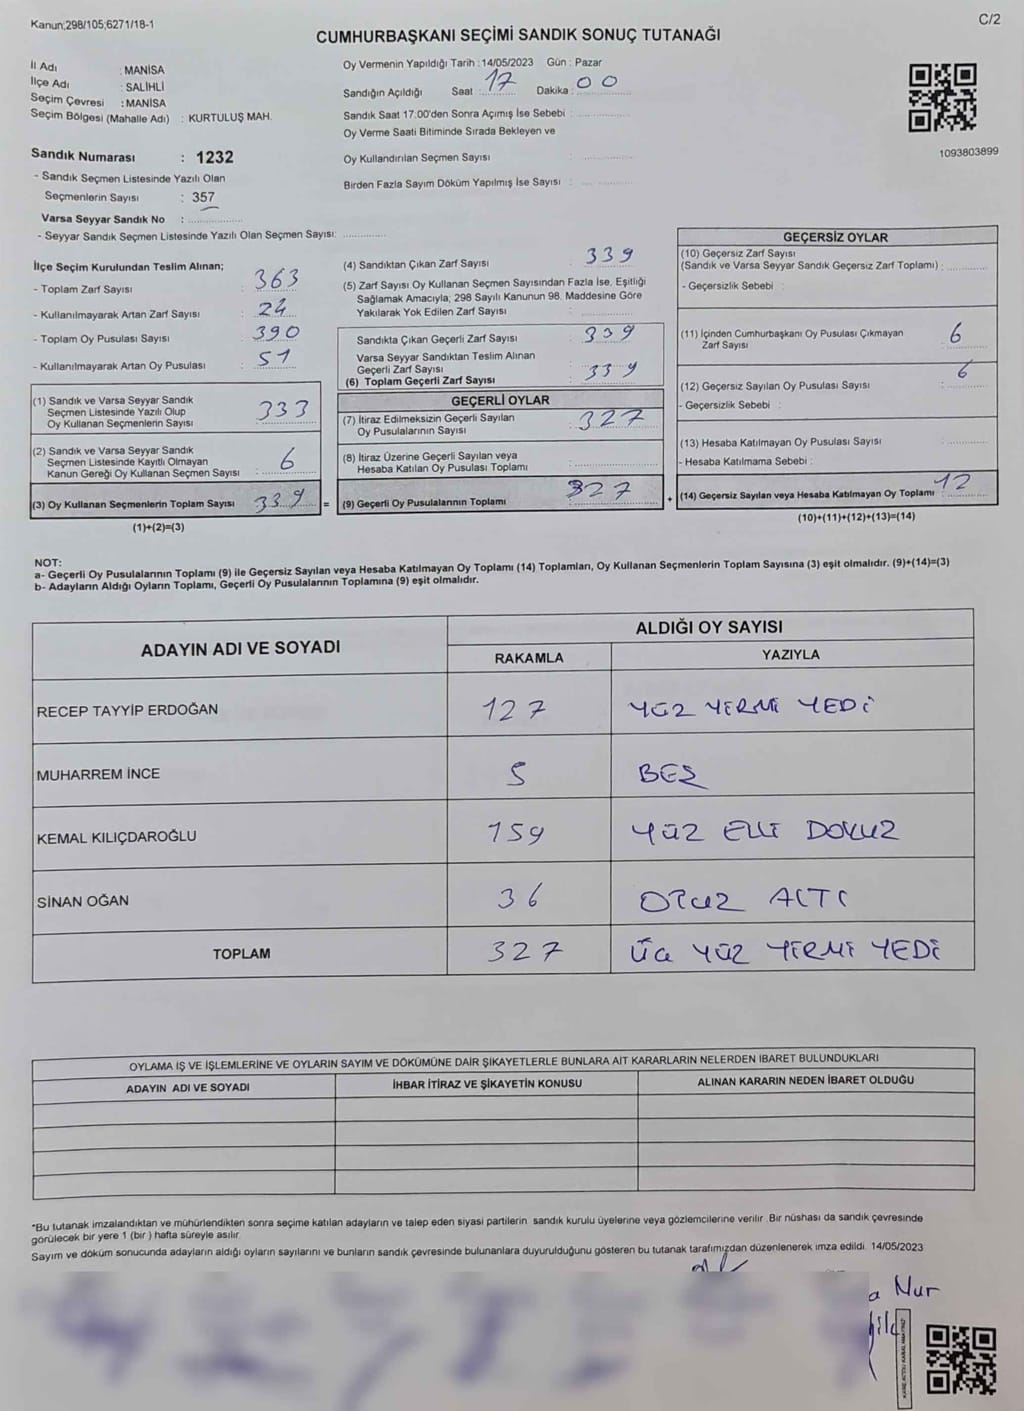 Kanun;298/105,6271/18-1
C/2
CUMHURBAŞKANI SEÇİMİ SANDIK SONUÇ TUTANAĞI
İl Adı : MANİSA
İlçe Adı : SALİHLİ
Seçim Çevresi : MANİSA
Seçim Bölgesi (Mahalle Adı) : KURTULUŞ MAH.
Sandık Numarası : 1232
- Sandık Seçmen Listesinde Yazılı Olan
Seçmenlerin Sayısı : 357
Varsa Seyyar Sandık No :
- Seyyar Sandık Seçmen Listesinde Yazılı Olan Seçmen Sayısı:
Oy Vermenin Yapıldığı Tarih :14/05/2023 Gün : Pazar
Sandığın Açıldığı Saat : 17 Dakika : 00
Sandık Saat 17:00'den Sonra Açımış İse Sebebi :
Oy Verme Saati Bitiminde Sırada Bekleyen ve
Oy Kullandırılan Seçmen Sayısı :
Birden Fazla Sayım Döküm Yapılmış İse Sayısı :
1093803899
İlçe Seçim Kurulundan Teslim Alınan;
- Toplam Zarf Sayısı : 363
- Kullanılmayarak Artan Zarf Sayısı : 24
- Toplam Oy Pusulası Sayısı : 390
- Kullanılmayarak Artan Oy Pusulası : 51
(1) Sandık ve Varsa Seyyar Sandık
Seçmen Listesinde Yazılı Olup
Oy Kullanan Seçmenlerin Sayısı : 333
(2) Sandık ve Varsa Seyyar Sandık
Seçmen Listesinde Kayıtlı Olmayan
Kanun Gereği Oy Kullanan Seçmen Sayısı : 6
(3) Oy Kullanan Seçmenlerin Toplam Sayısı 339 =
(1)+(2)=(3)
(4) Sandıktan Çıkan Zarf Sayısı : 339
(5) Zarf Sayısı Oy Kullanan Seçmen Sayısından Fazla İse, Eşitliği
Sağlamak Amacıyla; 298 Sayılı Kanunun 98. Maddesine Göre
Yakılarak Yok Edilen Zarf Sayısı :
Sandıkta Çıkan Geçerli Zarf Sayısı : 339
Varsa Seyyar Sandıktan Teslim Alınan
Geçerli Zarf Sayısı : 339
(6) Toplam Geçerli Zarf Sayısı
GEÇERLİ OYLAR
(7) İtiraz Edilmeksizin Geçerli Sayılan
Oy Pusulalarının Sayısı : 327
(8) İtiraz Üzerine Geçerli Sayılan veya
Hesaba Katılan Oy Pusulası Toplamı :
(9) Geçerli Oy Pusulalarının Toplamı 327 +
GEÇERSİZ OYLAR
(10) Geçersiz Zarf Sayısı
(Sandık ve Varsa Seyyar Sandık Geçersiz Zarf Toplamı) :
- Geçersizlik Sebebi :
(11) İçinden Cumhurbaşkanı Oy Pusulası Çıkmayan
Zarf Sayısı : 6
(12) Geçersiz Sayılan Oy Pusulası Sayısı : 6
- Geçersizlik Sebebi :
(13) Hesaba Katılmayan Oy Pusulası Sayısı :
- Hesaba Katılmama Sebebi :
(14) Geçersiz Sayılan veya Hesaba Katılmayan Oy Toplamı : 12
(10)+(11)+(12)+(13)=(14)
NOT:
a- Geçerli Oy Pusulalarının Toplamı (9) ile Geçersiz Sayılan veya Hesaba Katılmayan Oy Toplamı (14) Toplamları, Oy Kullanan Seçmenlerin Toplam Sayısına (3) eşit olmalıdır. (9)+(14)=(3)
b- Adayların Aldığı Oyların Toplamı, Geçerli Oy Pusulalarının Toplamına (9) eşit olmalıdır.
ADAYIN ADI VE SOYADI
ALDIĞI OY SAYISI
RAKAMLA YAZIYLA
RECEP TAYYİP ERDOĞAN 127 YÜZ YİRMİ YEDİ
MUHARREM İNCE 5 BEŞ
KEMAL KILIÇDAROĞLU 159 YÜZ ELLİ DOKUZ
SİNAN OĞAN 36 OTUZ ALTI
TOPLAM 327 ÜÇ YÜZ YİRMİ YEDİ
OYLAMA İŞ VE İŞLEMLERİNE VE OYLARIN SAYIM VE DÖKÜMÜNE DAİR ŞİKAYETLERLE BUNLARA AİT KARARLARIN NELERDEN İBARET BULUNDUKLARI
ADAYIN ADI VE SOYADI İHBAR İTİRAZ VE ŞİKAYETİN KONUSU ALINAN KARARIN NEDEN İBARET OLDUĞU
*Bu tutanak imzalandıktan ve mühürlendikten sonra seçime katılan adayların ve talep eden siyasi partilerin sandık kurulu üyelerine veya gözlemcilerine verilir. Bir nüshası da sandık çevresinde
görülecek bir yere 1 (bir ) hafta süreyle asılır.
Sayım ve döküm sonucunda adayların aldığı oyların sayılarını ve bunların sandık çevresinde bulunanlara duyurulduğunu gösteren bu tutanak tarafımızdan düzenlenerek imza edildi. 14/05/2023
Nur